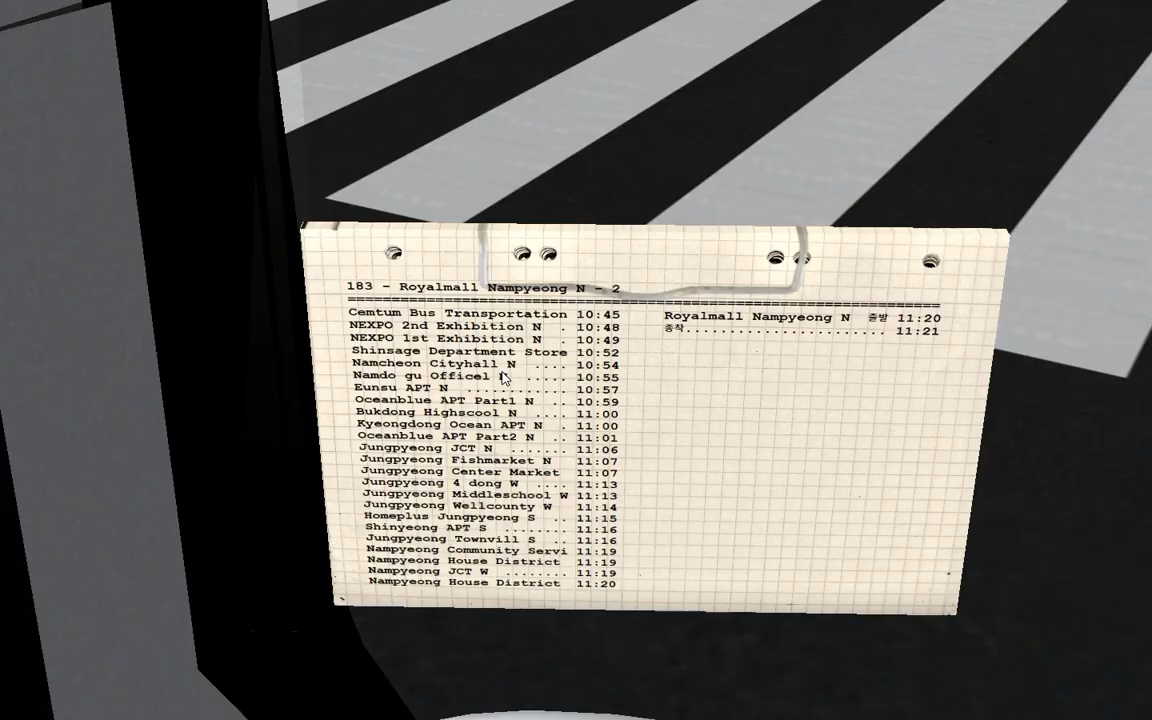 183 - Royalmall Nampyeong N - 2
================================================================
Cemtum Bus Transportation 10:45
NEXPO 2nd Exhibition N . 10:48
NEXPO 1st Exhibition N . 10:49
Shinsage Department Store 10:52
Namcheon Cityhall N .... 10:54
Namdo gu Officel ..... 10:55
Eunsu APT N ............ 10:57
Oceanblue APT Part1 N .. 10:59
Bukdong Highscool N .... 11:00
Kyeongdong Ocean APT N . 11:00
Oceanblue APT Part2 N .. 11:01
Jungpyeong JCT N ....... 11:06
Jungpyeong Fishmarket N 11:07
Jungpyeong Center Market 11:07
Jungpyeong 4 dong W .... 11:13
Jungpyeong Middleschool W 11:13
Jungpyeong Wellcounty W 11:14
Homeplus Jungpyeong S .. 11:15
Shinyeong APT S ........ 11:16
Jungpyeong Townvill S .. 11:16
Nampyeong Community Servi 11:19
Nampyeong House District 11:19
Nampyeong JCT W ........ 11:19
Nampyeong House District 11:20
Royalmall Nampyeong N 출발 11:20
종착....................... 11:21